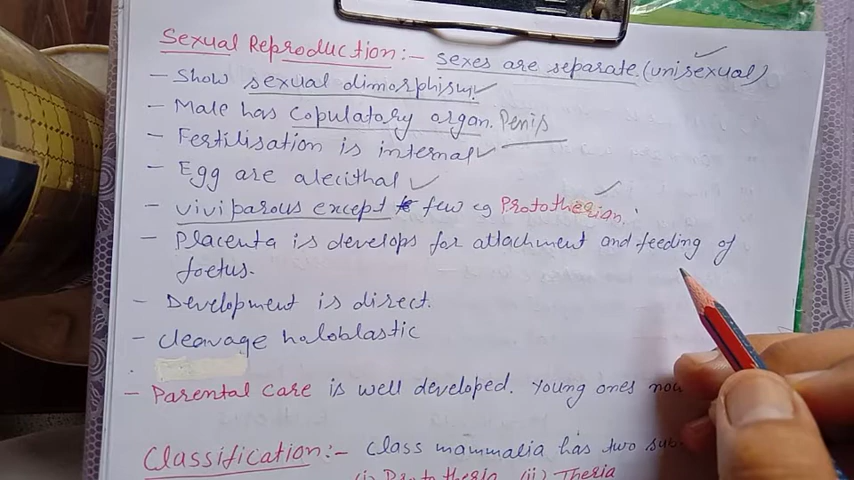 Sexual Reproduction:- Sexes are separate. (unisexual)
- Show sexual dimorphism.
- Male has copulatory organ. Penis
- Fertilisation is internal
- Egg are alecithal
- viviparous except few eg Prototherian.
- Placenta is develops for attachment and feeding of
foetus.
- Development is direct.
- cleavage holoblastic
- Parental care is well developed. Young ones
Classification:- Class mammalia has two
(i) Prototheria (ii) Theria